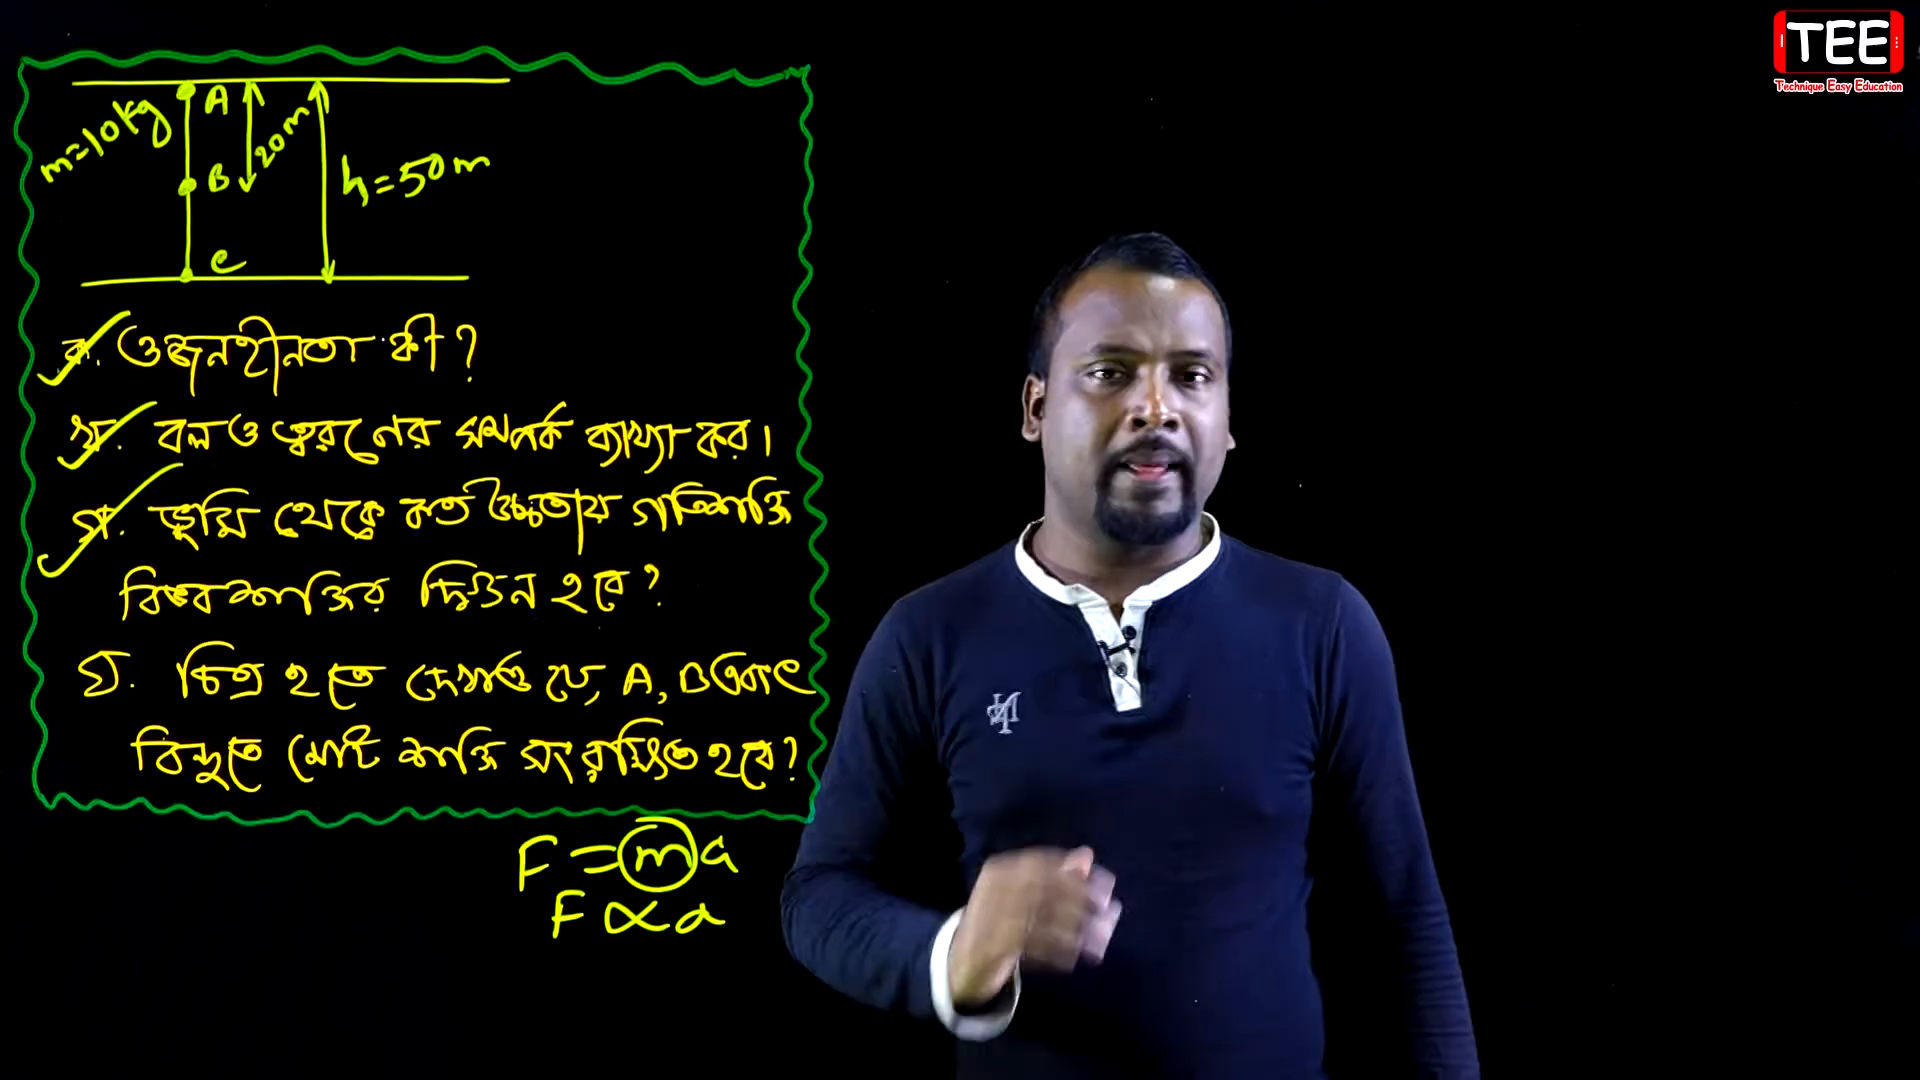 TEE
Technique Easy Education
m=10kg
A
20m
B
h=50m
C
ক. ওজনহীনতা কী?
খ. বল ও ত্বরণের সম্পর্ক ব্যাখ্যা কর।
গ. ভূমি থেকে কত উচ্চতায় গতিশক্তি
বিভবশক্তির দ্বিগুন হবে?
ঘ. চিত্র হতে দেখাও যে, A, B এবং C
বিন্দুতে মোট শক্তি সংরক্ষিত হবে?
F = ma
F ∝ a